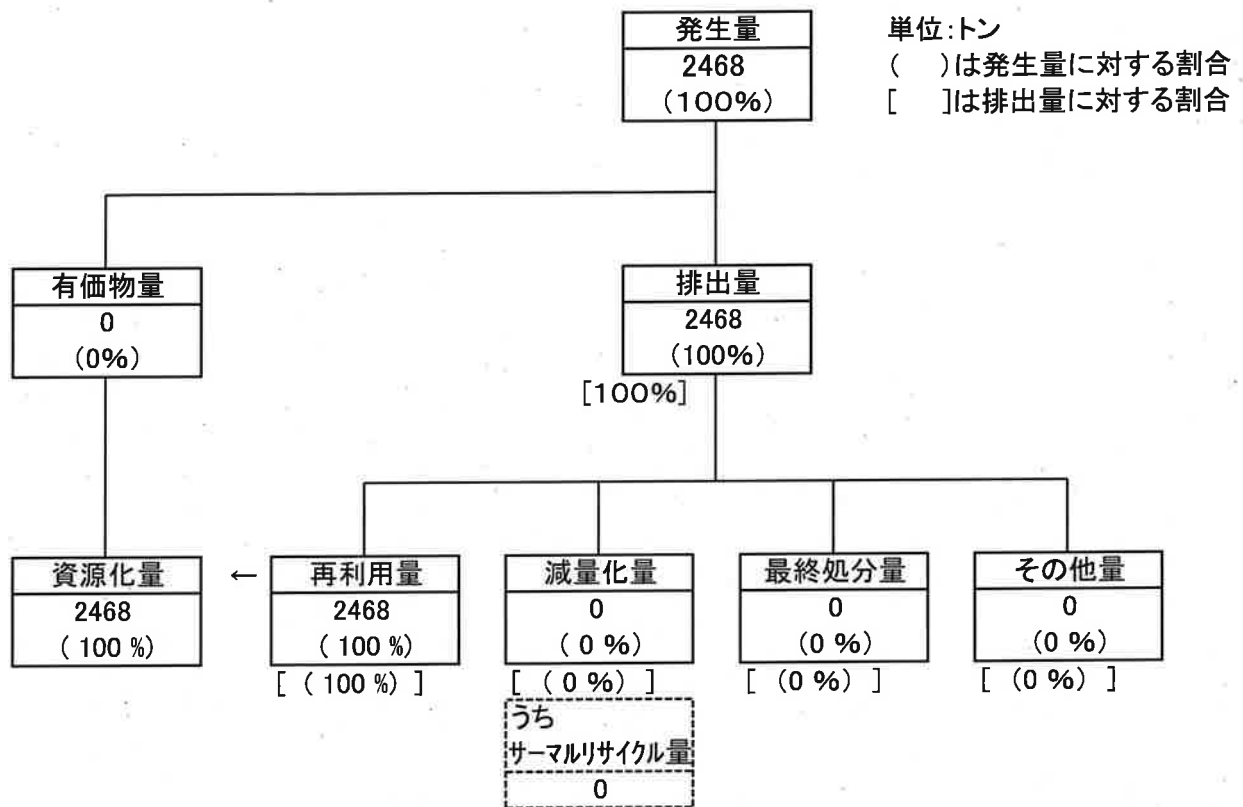 発生量
2468
(100%)
単位:トン
(　)は発生量に対する割合
[　]は排出量に対する割合
有価物量
0
(0%)
排出量
2468
(100%)
[100%]
資源化量
2468
( 100 %)
←
再利用量
2468
( 100 %)
[ ( 100 %) ]
減量化量
0
( 0 %)
[ ( 0 %) ]
うち
サーマルリサイクル量
0
最終処分量
0
(0 %)
[ (0 %) ]
その他量
0
(0 %)
[ (0 %) ]